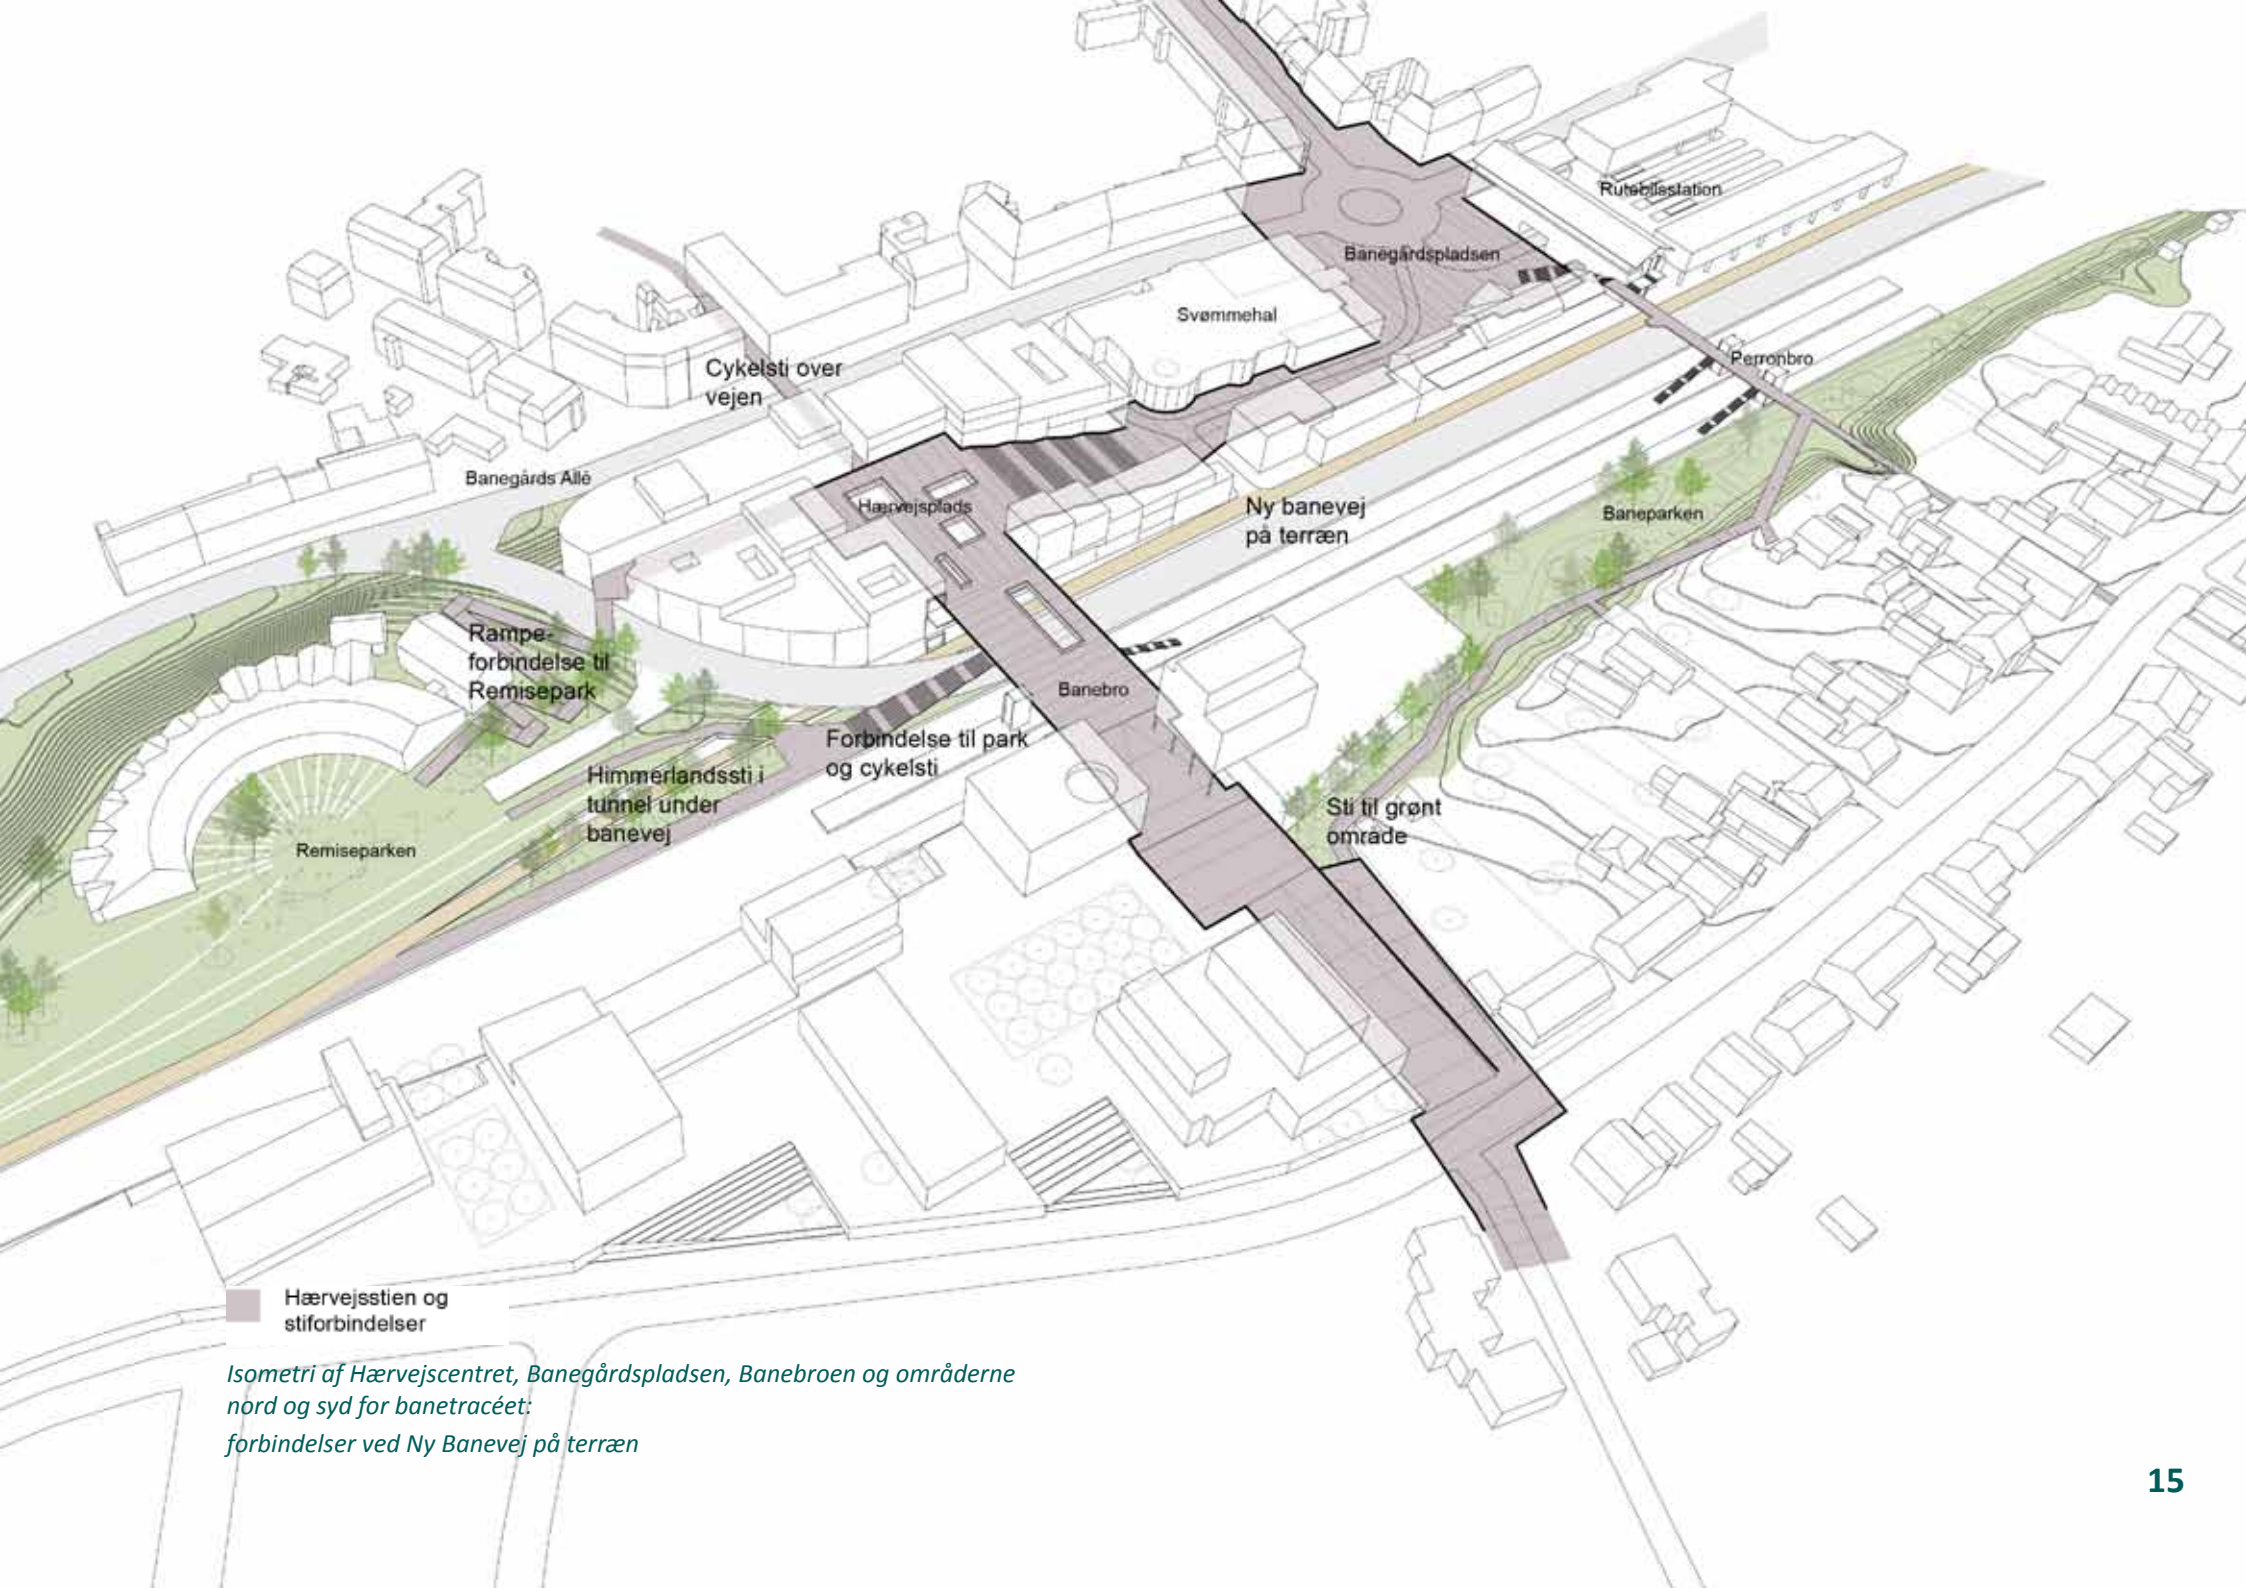 Rutebilsstation
Banegårdspladsen
Svømmehal
Perronbro
Cykelsti over
vejen
Banegårds Allé
Hærvejsplads
Ny banevej
på terræn
Baneparken
Rampe-
forbindelse til
Remisepark
Banebro
Forbindelse til park
og cykelsti
Himmerlandssti i
tunnel under
banevej
Sti til grønt
område
Remiseparken
Hærvejsstien og
stiforbindelser
Isometri af Hærvejscentret, Banegårdspladsen, Banebroen og områderne
nord og syd for banetracéet:
forbindelser ved Ny Banevej på terræn
15